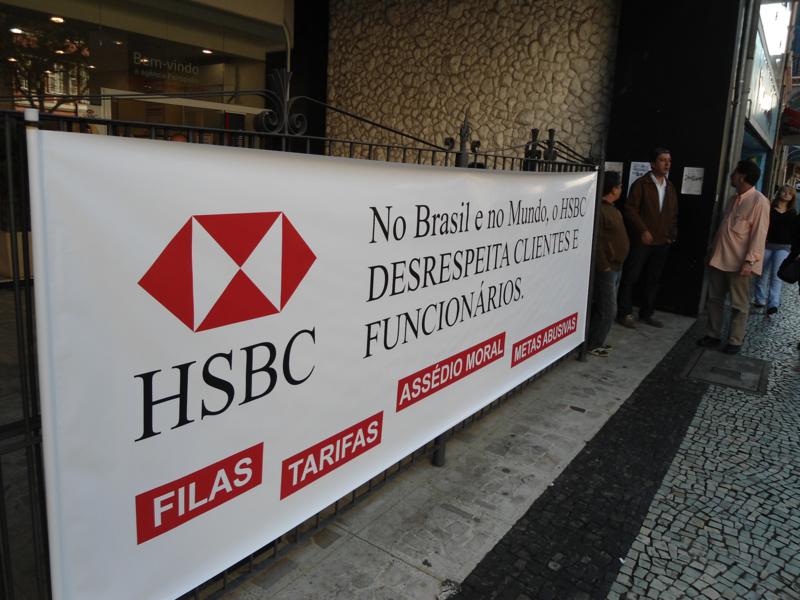 Bem-vindo
No Brasil e no Mundo, o HSBC
DESRESPEITA CLIENTES E
FUNCIONÁRIOS.
HSBC
FILAS
TARIFAS
ASSÉDIO MORAL
METAS ABUSIVAS